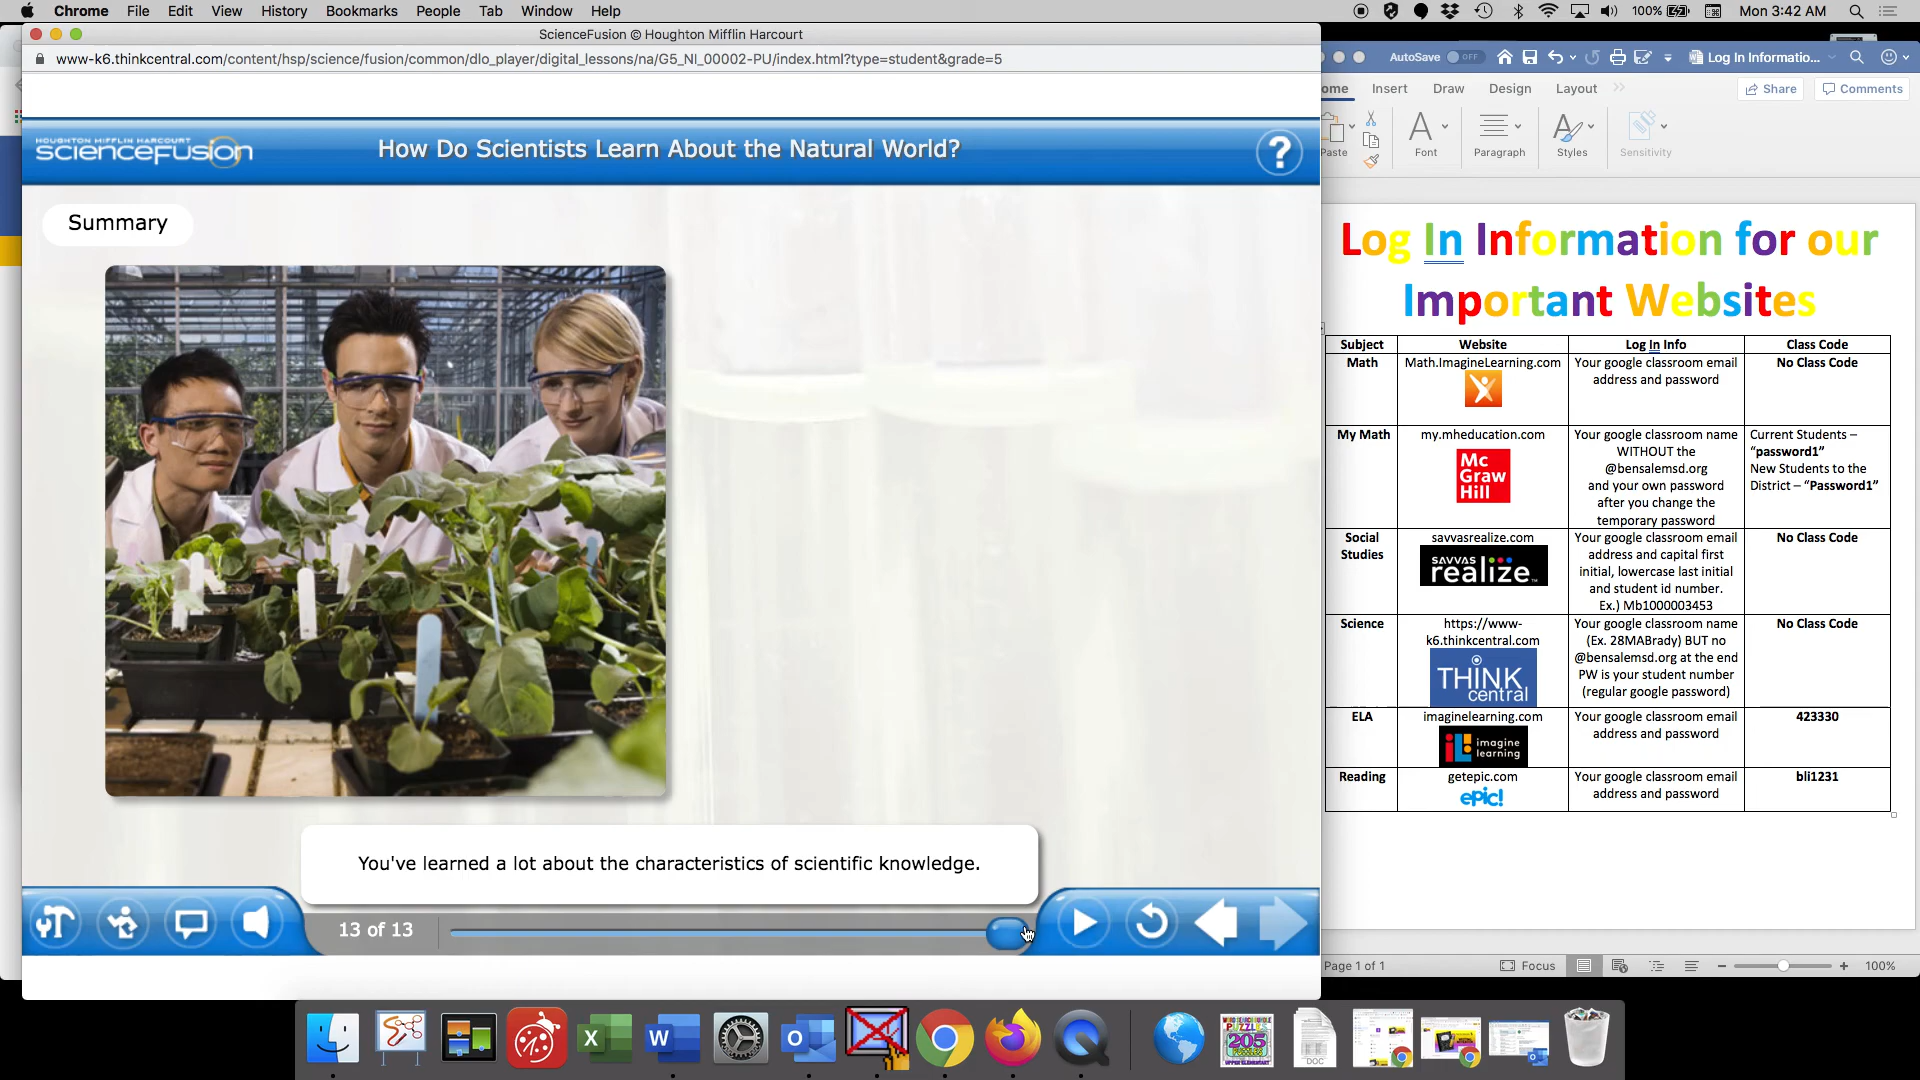 Chrome File Edit View History Bookmarks People Tab Window Help
100% Mon 3:42 AM
ScienceFusion © Houghton Mifflin Harcourt
www-k6.thinkcentral.com/content/hsp/science/fusion/common/dlo_player/digital_lessons/na/G5_NI_00002-PU/index.html?type=student&grade=5
HOUGHTON MIFFLIN HARCOURT
scienceFusion
How Do Scientists Learn About the Natural World?
?
Summary
You've learned a lot about the characteristics of scientific knowledge.
13 of 13
AutoSave OFF
Log In Informatio...
ome Insert Draw Design Layout
Share Comments
Paste Font Paragraph Styles Sensitivity
Log In Information for our
Important Websites
Subject Website Log In Info Class Code
Math
Math.ImagineLearning.com
Your google classroom email
address and password
No Class Code
My Math
my.mheducation.com
Mc
Graw
Hill
Your google classroom name
WITHOUT the
@bensalemsd.org
and your own password
after you change the
temporary password
Current Students –
“password1”
New Students to the
District – “Password1”
Social
Studies
savvasrealize.com
SAVVAS
realize
Your google classroom email
address and capital first
initial, lowercase last initial
and student id number.
Ex.) Mb1000003453
No Class Code
Science
https://www-
k6.thinkcentral.com
THINK
central
Your google classroom name
(Ex. 28MABrady) BUT no
@bensalemsd.org at the end
PW is your student number
(regular google password)
No Class Code
ELA
imaginelearning.com
imagine
learning
Your google classroom email
address and password
423330
Reading
getepic.com
epic!
Your google classroom email
address and password
bli1231
Page 1 of 1
Focus
100%
205
DOC